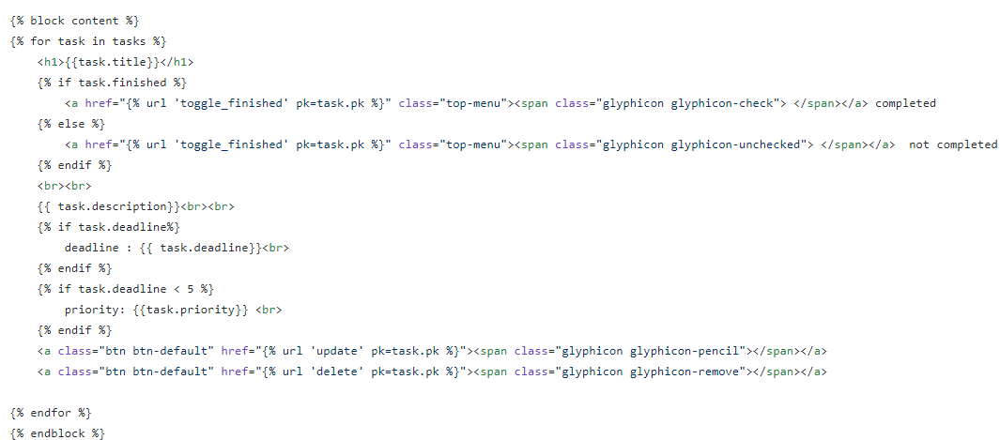 {% block content %}
{% for task in tasks %}
    <h1>{{task.title}}</h1>
    {% if task.finished %}
        <a href="{% url 'toggle_finished' pk=task.pk %}" class="top-menu"><span class="glyphicon glyphicon-check"> </span></a> completed
    {% else %}
        <a href="{% url 'toggle_finished' pk=task.pk %}" class="top-menu"><span class="glyphicon glyphicon-unchecked"> </span></a>  not completed
    {% endif %}
    <br><br>
    {{ task.description}}<br><br>
    {% if task.deadline%}
        deadline : {{ task.deadline}}<br>
    {% endif %}
    {% if task.deadline < 5 %}
        priority: {{task.priority}} <br>
    {% endif %}
    <a class="btn btn-default" href="{% url 'update' pk=task.pk %}"><span class="glyphicon glyphicon-pencil"></span></a>
    <a class="btn btn-default" href="{% url 'delete' pk=task.pk %}"><span class="glyphicon glyphicon-remove"></span></a>

{% endfor %}
{% endblock %}